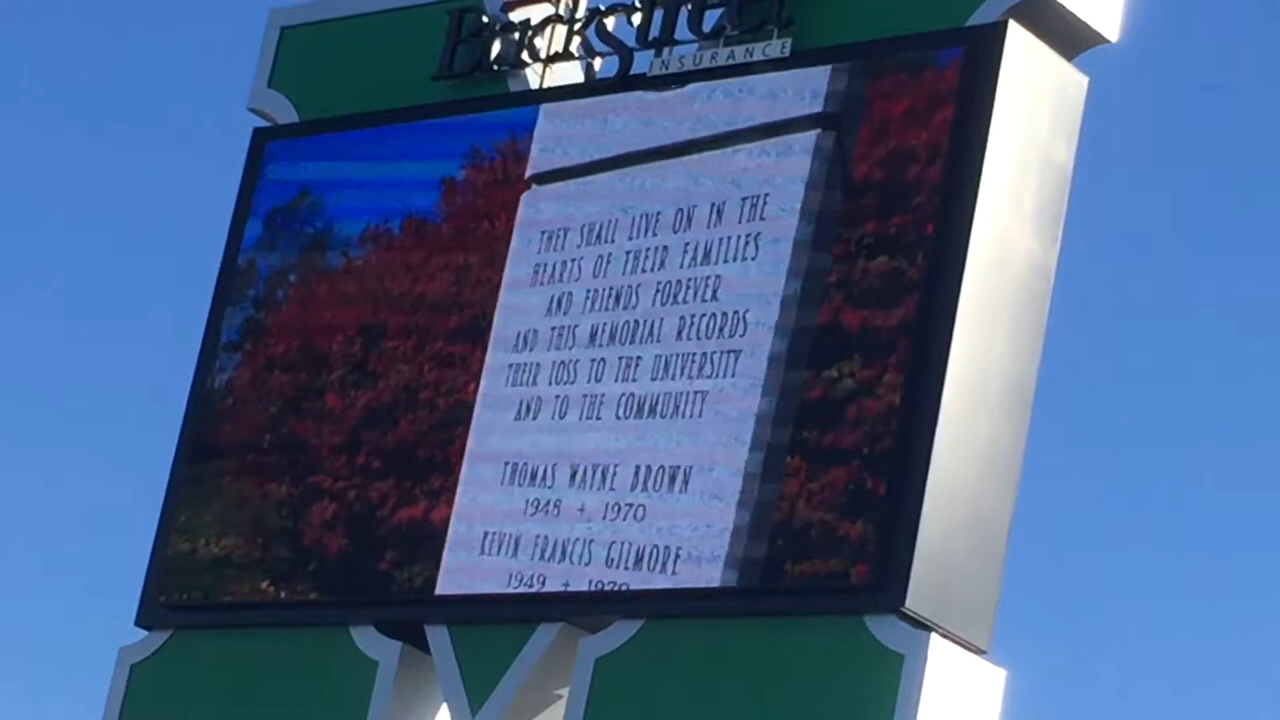 Backstreet
INSURANCE
THEY SHALL LIVE ON IN THE
HEARTS OF THEIR FAMILIES
AND FRIENDS FOREVER
AND THIS MEMORIAL RECORDS
THEIR LOSS TO THE UNIVERSITY
AND TO THE COMMUNITY
THOMAS WAYNE BROWN
1948 + 1970
KEVIN FRANCIS GILMORE
1949 + 1970